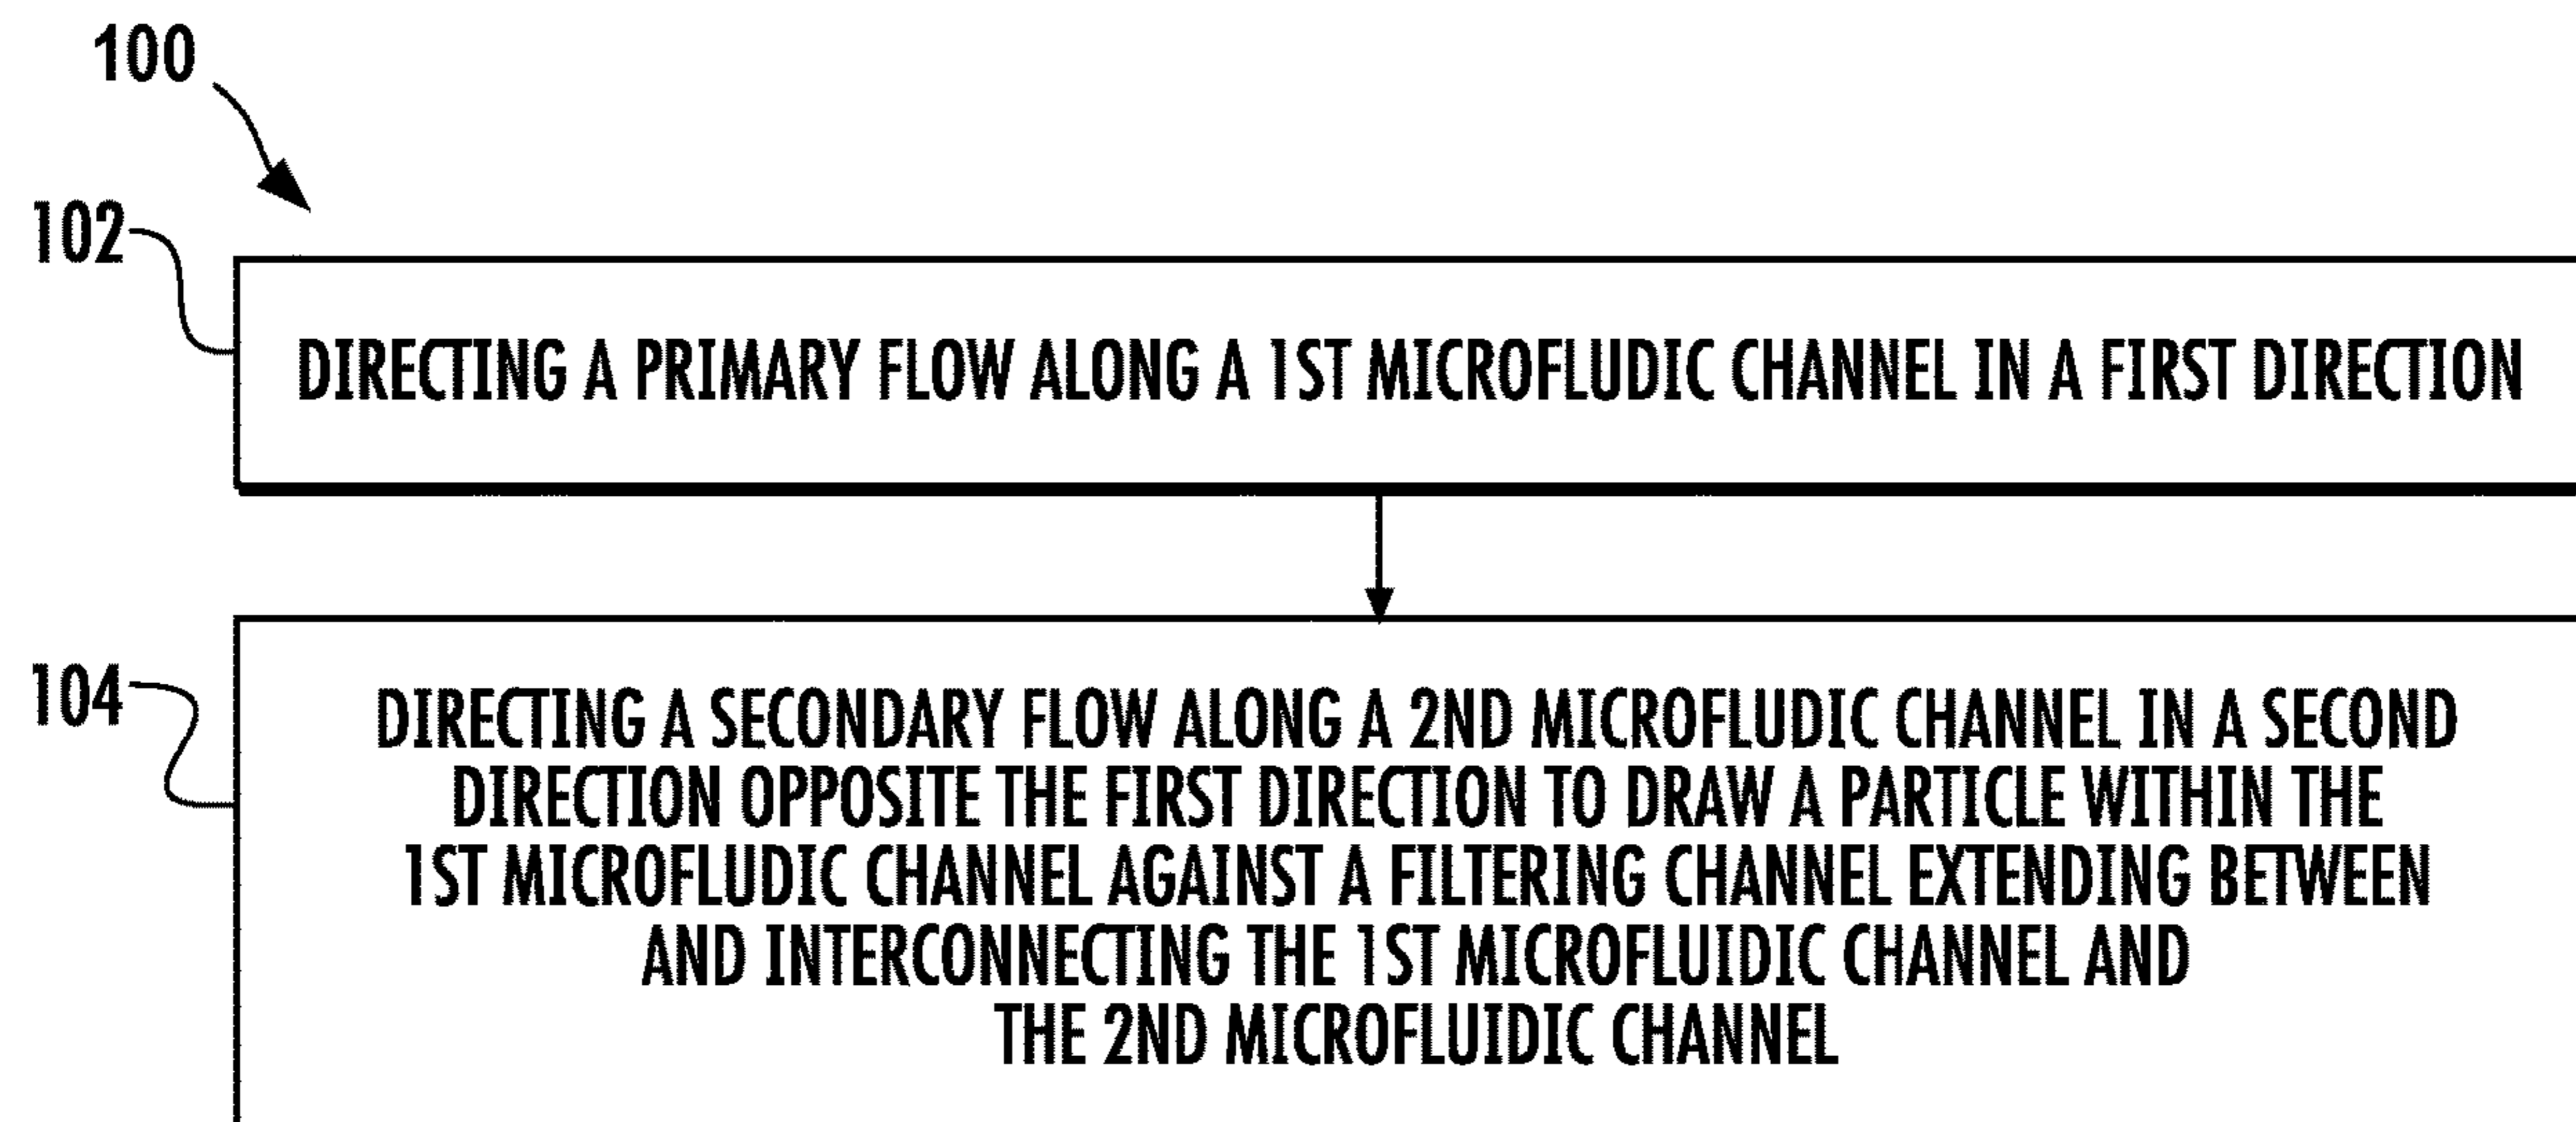 100
102
DIRECTING A PRIMARY FLOW ALONG A 1ST MICROFLUDIC CHANNEL IN A FIRST DIRECTION
104
DIRECTING A SECONDARY FLOW ALONG A 2ND MICROFLUDIC CHANNEL IN A SECOND
DIRECTION OPPOSITE THE FIRST DIRECTION TO DRAW A PARTICLE WITHIN THE
1ST MICROFLUDIC CHANNEL AGAINST A FILTERING CHANNEL EXTENDING BETWEEN
AND INTERCONNECTING THE 1ST MICROFLUIDIC CHANNEL AND
THE 2ND MICROFLUIDIC CHANNEL